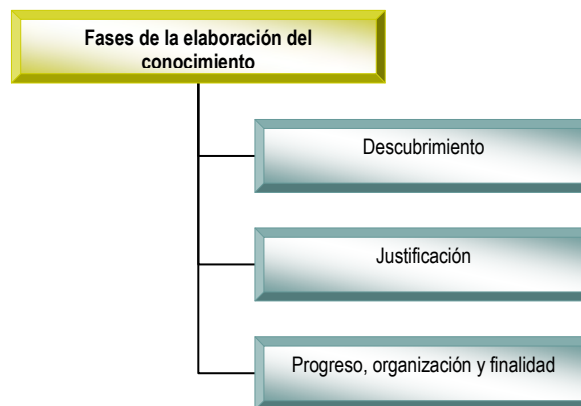 Fases de la elaboración del
conocimiento
Descubrimiento
Justificación
Progreso, organización y finalidad